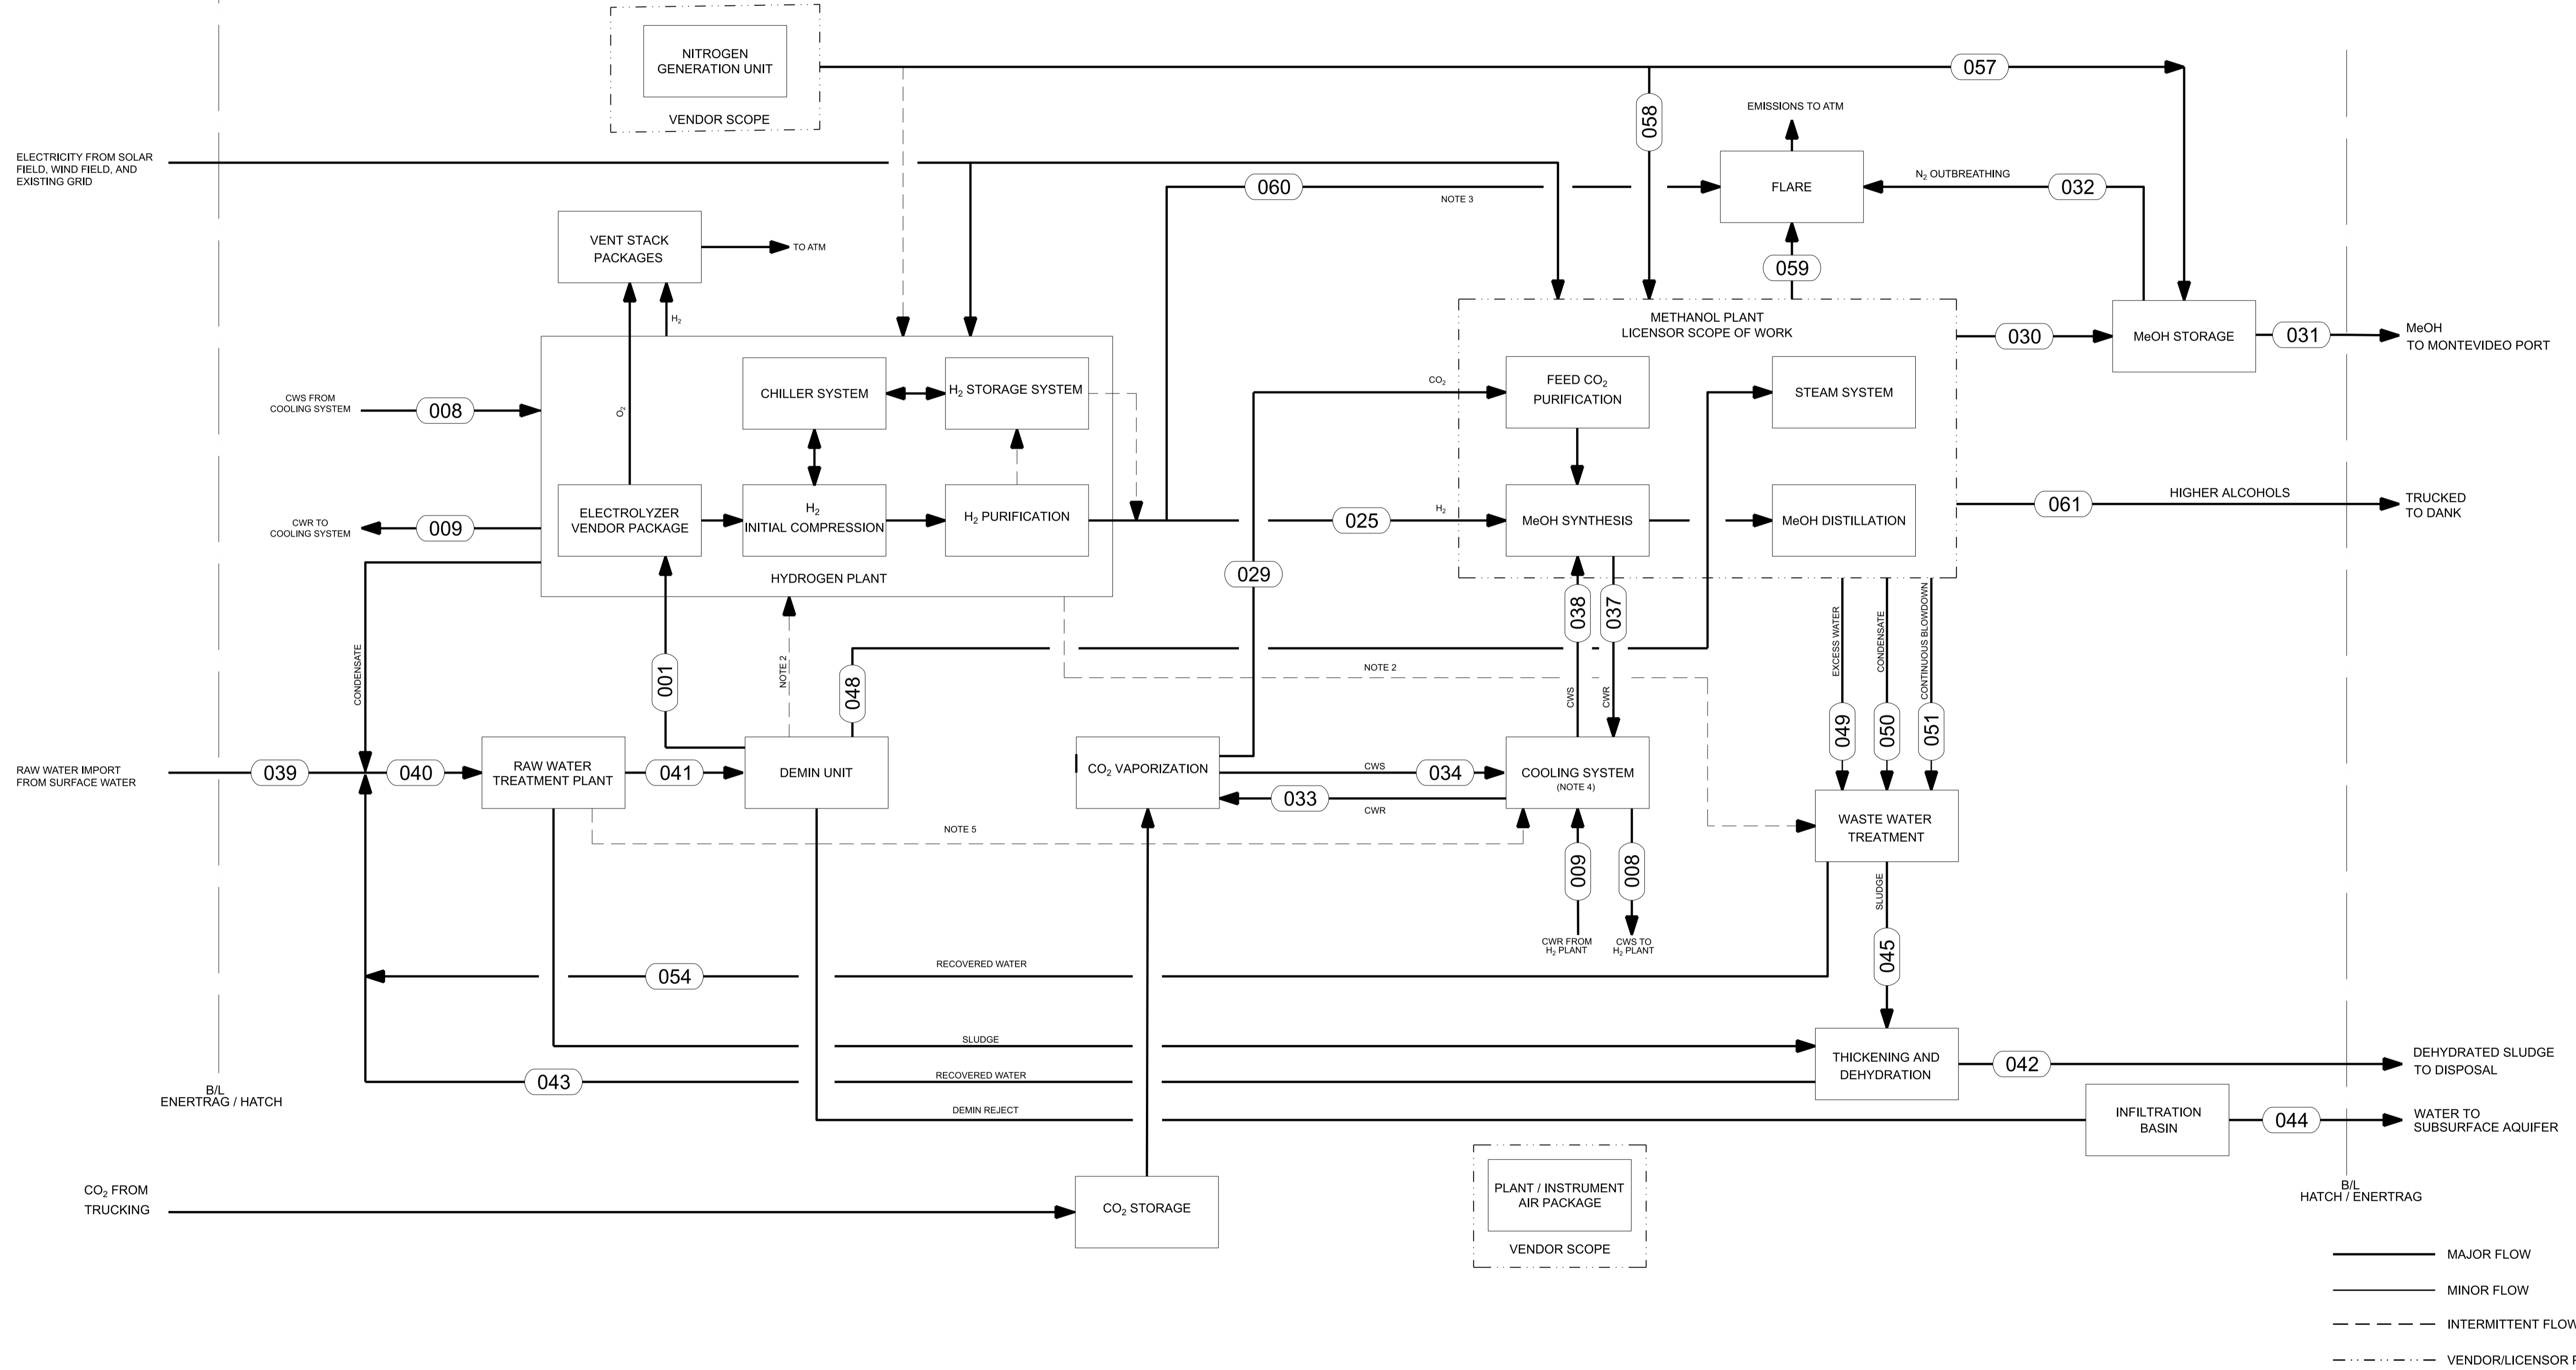 NITROGEN
GENERATION UNIT
VENDOR SCOPE
057
058
EMISSIONS TO ATM
ELECTRICITY FROM SOLAR
FIELD, WIND FIELD, AND
EXISTING GRID
060
NOTE 3
FLARE
N₂ OUTBREATHING
032
VENT STACK
PACKAGES
TO ATM
059
H₂
O₂
METHANOL PLANT
LICENSOR SCOPE OF WORK
030
MeOH STORAGE
031
MeOH
TO MONTEVIDEO PORT
CWS FROM
COOLING SYSTEM
008
CHILLER SYSTEM
H₂ STORAGE SYSTEM
CO₂
FEED CO₂
PURIFICATION
STEAM SYSTEM
CWR TO
COOLING SYSTEM
009
ELECTROLYZER
VENDOR PACKAGE
H₂
INITIAL COMPRESSION
H₂ PURIFICATION
025
H₂
MeOH SYNTHESIS
MeOH DISTILLATION
061
HIGHER ALCOHOLS
TRUCKED
TO DANK
HYDROGEN PLANT
029
038
037
CONDENSATE
001
NOTE 2
048
NOTE 2
CWS
CWR
EXCESS WATER
CONDENSATE
CONTINUOUS BLOWDOWN
049
050
051
RAW WATER IMPORT
FROM SURFACE WATER
039
040
RAW WATER
TREATMENT PLANT
041
DEMIN UNIT
CO₂ VAPORIZATION
CWS
034
033
CWR
COOLING SYSTEM
(NOTE 4)
NOTE 5
WASTE WATER
TREATMENT
009
008
CWR FROM
H₂ PLANT
CWS TO
H₂ PLANT
SLUDGE
045
054
RECOVERED WATER
SLUDGE
043
RECOVERED WATER
THICKENING AND
DEHYDRATION
042
DEHYDRATED SLUDGE
TO DISPOSAL
B/L
ENERTRAG / HATCH
DEMIN REJECT
INFILTRATION
BASIN
044
WATER TO
SUBSURFACE AQUIFER
CO₂ FROM
TRUCKING
CO₂ STORAGE
PLANT / INSTRUMENT
AIR PACKAGE
VENDOR SCOPE
B/L
HATCH / ENERTRAG
MAJOR FLOW
MINOR FLOW
INTERMITTENT FLOW
VENDOR/LICENSOR